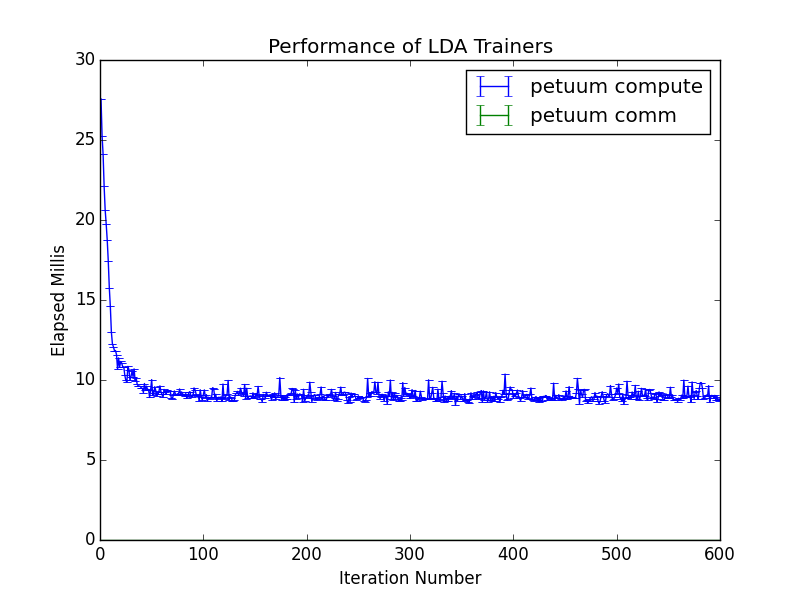 Performance of LDA Trainers
petuum compute
petuum comm
30
25
20
15
10
5
0
Elapsed Millis
0 100 200 300 400 500 600
Iteration Number